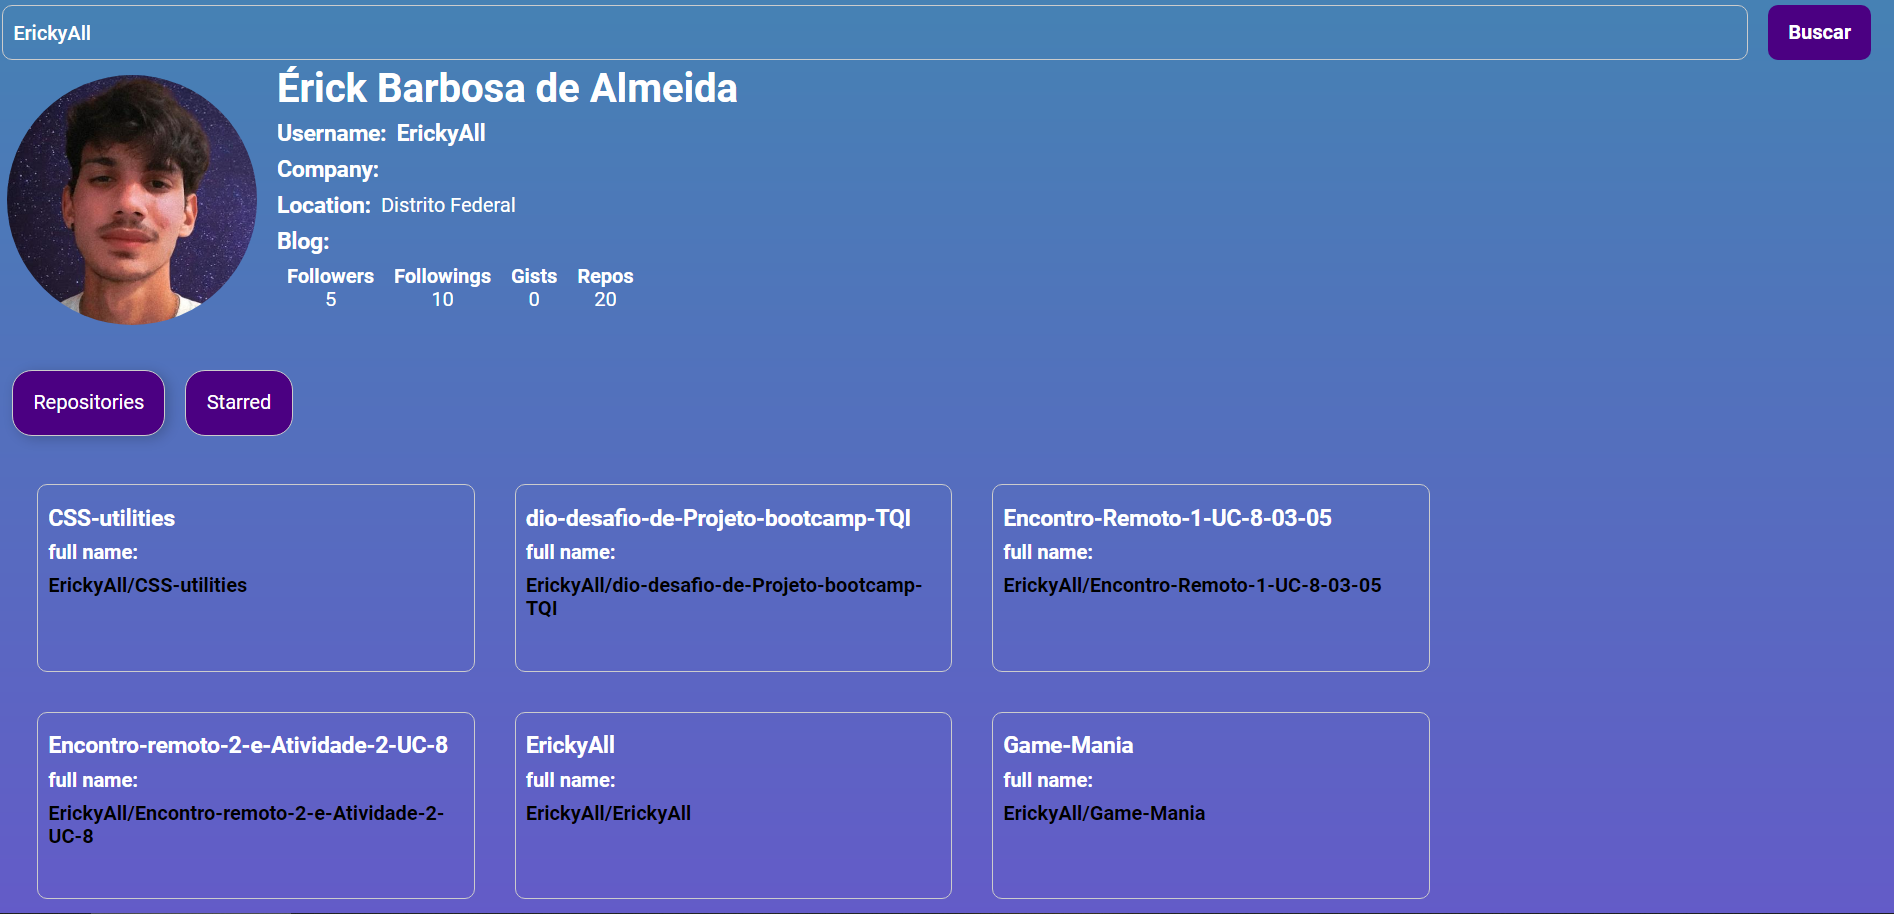 ErickyAll
Buscar
Érick Barbosa de Almeida
Username: ErickyAll
Company:
Location: Distrito Federal
Blog:
Followers Followings Gists Repos
5 10 0 20
Repositories Starred
CSS-utilities
full name:
ErickyAll/CSS-utilities
dio-desafio-de-Projeto-bootcamp-TQI
full name:
ErickyAll/dio-desafio-de-Projeto-bootcamp-
TQI
Encontro-Remoto-1-UC-8-03-05
full name:
ErickyAll/Encontro-Remoto-1-UC-8-03-05
Encontro-remoto-2-e-Atividade-2-UC-8
full name:
ErickyAll/Encontro-remoto-2-e-Atividade-2-
UC-8
ErickyAll
full name:
ErickyAll/ErickyAll
Game-Mania
full name:
ErickyAll/Game-Mania